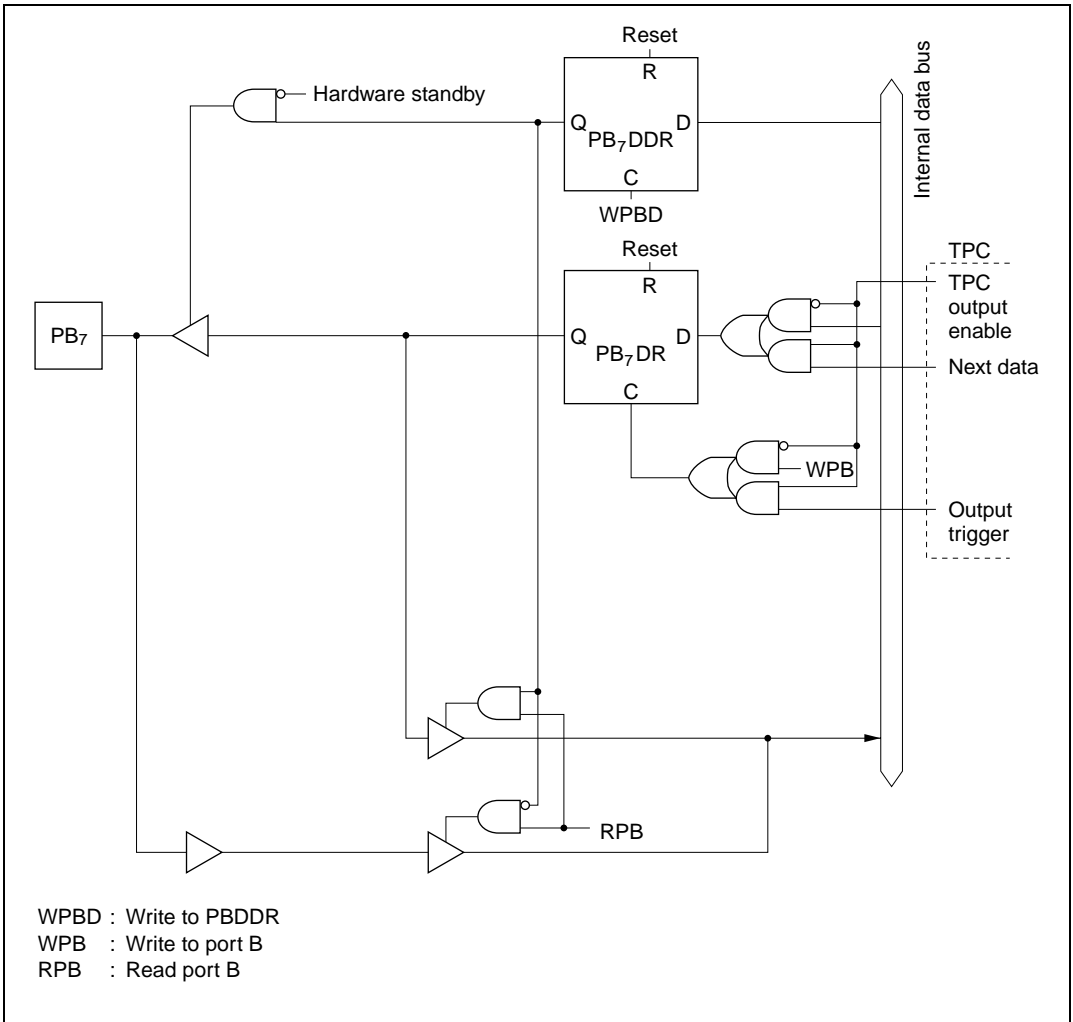 Reset
R
Hardware standby
Q
PB7DDR
D
C
WPBD
Internal data bus
Reset
R
TPC
TPC
output
enable
PB7
Q
PB7DR
D
C
Next data
WPB
Output
trigger
RPB
WPBD : Write to PBDDR
WPB : Write to port B
RPB : Read port B